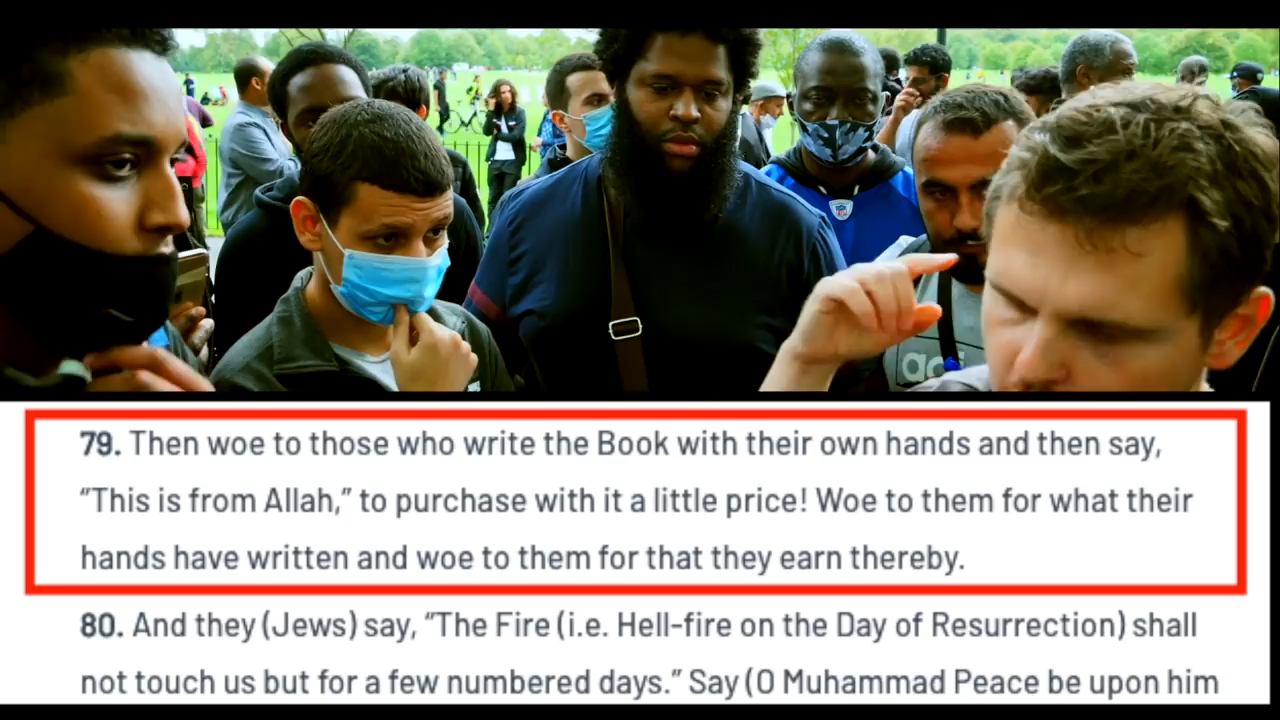 NFL
ac
79. Then woe to those who write the Book with their own hands and then say,
“This is from Allah,” to purchase with it a little price! Woe to them for what their
hands have written and woe to them for that they earn thereby.
80. And they (Jews) say, “The Fire (i.e. Hell-fire on the Day of Resurrection) shall
not touch us but for a few numbered days.” Say (O Muhammad Peace be upon him